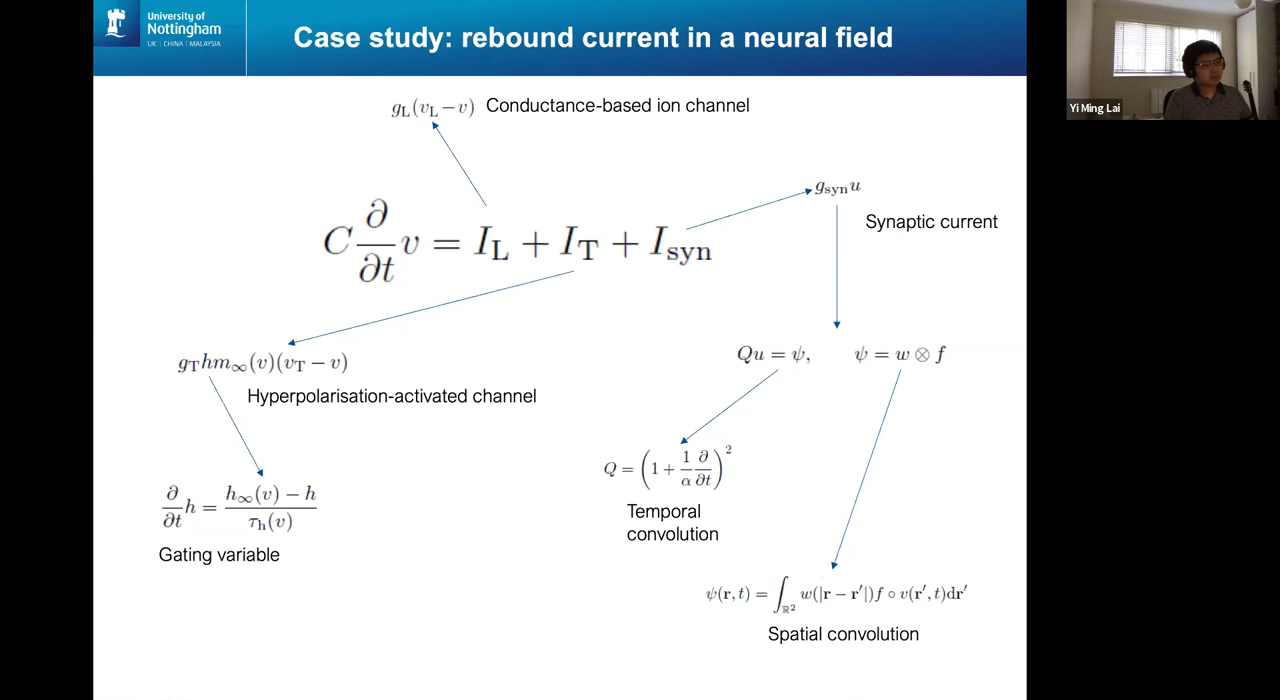 University of
Nottingham
UK | CHINA | MALAYSIA
Case study: rebound current in a neural field
Yi Ming Lai
g_L(v_L − v) Conductance-based ion channel
g_syn u
Synaptic current
C ∂/∂t v = I_L + I_T + I_syn
g_T h m_∞(v)(v_T − v)
Hyperpolarisation-activated channel
Qu = ψ, ψ = w ⊗ f
Q = (1 + 1/α ∂/∂t)^2
Temporal
convolution
∂/∂t h = (h_∞(v) − h)/τ_h(v)
Gating variable
ψ(r, t) = ∫_ℝ² w(|r − r′|) f ∘ v(r′, t)dr′
Spatial convolution